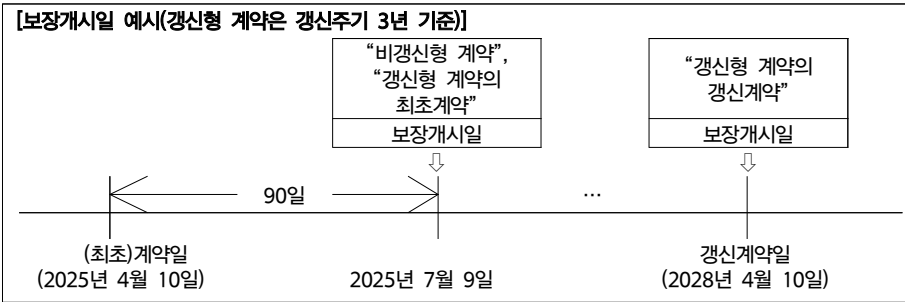 [보장개시일 예시(갱신형 계약은 갱신주기 3년 기준)]
“비갱신형 계약”,
“갱신형 계약의
최초계약”
보장개시일
“갱신형 계약의
갱신계약”
보장개시일
90일
…
(최초)계약일
(2025년 4월 10일)
2025년 7월 9일
갱신계약일
(2028년 4월 10일)